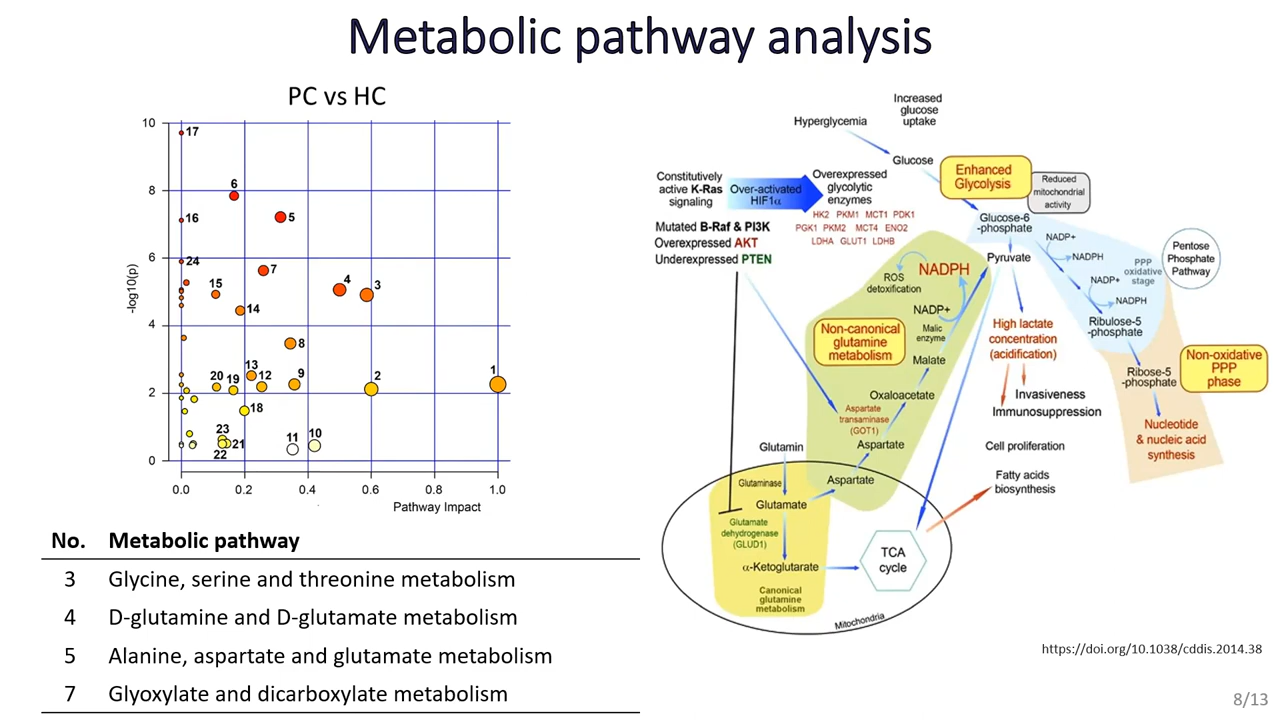 Metabolic pathway analysis
PC vs HC
-log10(p)
10
8
6
4
2
0
17
6
5
16
24
7
15
14
4
3
8
13
20
19
12
9
2
1
18
23
21
22
11
10
0.0
0.2
0.4
0.6
0.8
1.0
Pathway Impact
No. Metabolic pathway
3 Glycine, serine and threonine metabolism
4 D-glutamine and D-glutamate metabolism
5 Alanine, aspartate and glutamate metabolism
7 Glyoxylate and dicarboxylate metabolism
Increased
glucose
uptake
Hyperglycemia
Glucose
Enhanced
Glycolysis
Reduced
mitochondrial
activity
Constitutively
active K-Ras
signaling
Over-activated
HIF1α
Overexpressed
glycolytic
enzymes
HK2 PKM1 MCT1 PDK1
PGK1 PKM2 MCT4 ENO2
LDHA GLUT1 LDHB
Mutated B-Raf & PI3K
Overexpressed AKT
Underexpressed PTEN
Glucose-6
-phosphate
NADP+
NADPH
NADP+
NADPH
PPP
oxidative
stage
Pentose
Phosphate
Pathway
Pyruvate
Ribulose-5
-phosphate
Ribose-5
-phosphate
Non-oxidative
PPP
phase
Nucleotide
& nucleic acid
synthesis
NADPH
ROS
detoxification
NADP+
Malic
enzyme
Non-canonical
glutamine
metabolism
Malate
Oxaloacetate
Aspartate
transaminase
(GOT1)
Aspartate
High lactate
concentration
(acidification)
Invasiveness
Immunosuppression
Cell proliferation
Fatty acids
biosynthesis
Glutamin
Glutaminase
Glutamate
Aspartate
Glutamate
dehydrogenase
(GLUD1)
α-Ketoglutarate
TCA
cycle
Canonical
glutamine
metabolism
Mitochondria
https://doi.org/10.1038/cddis.2014.38
8/13